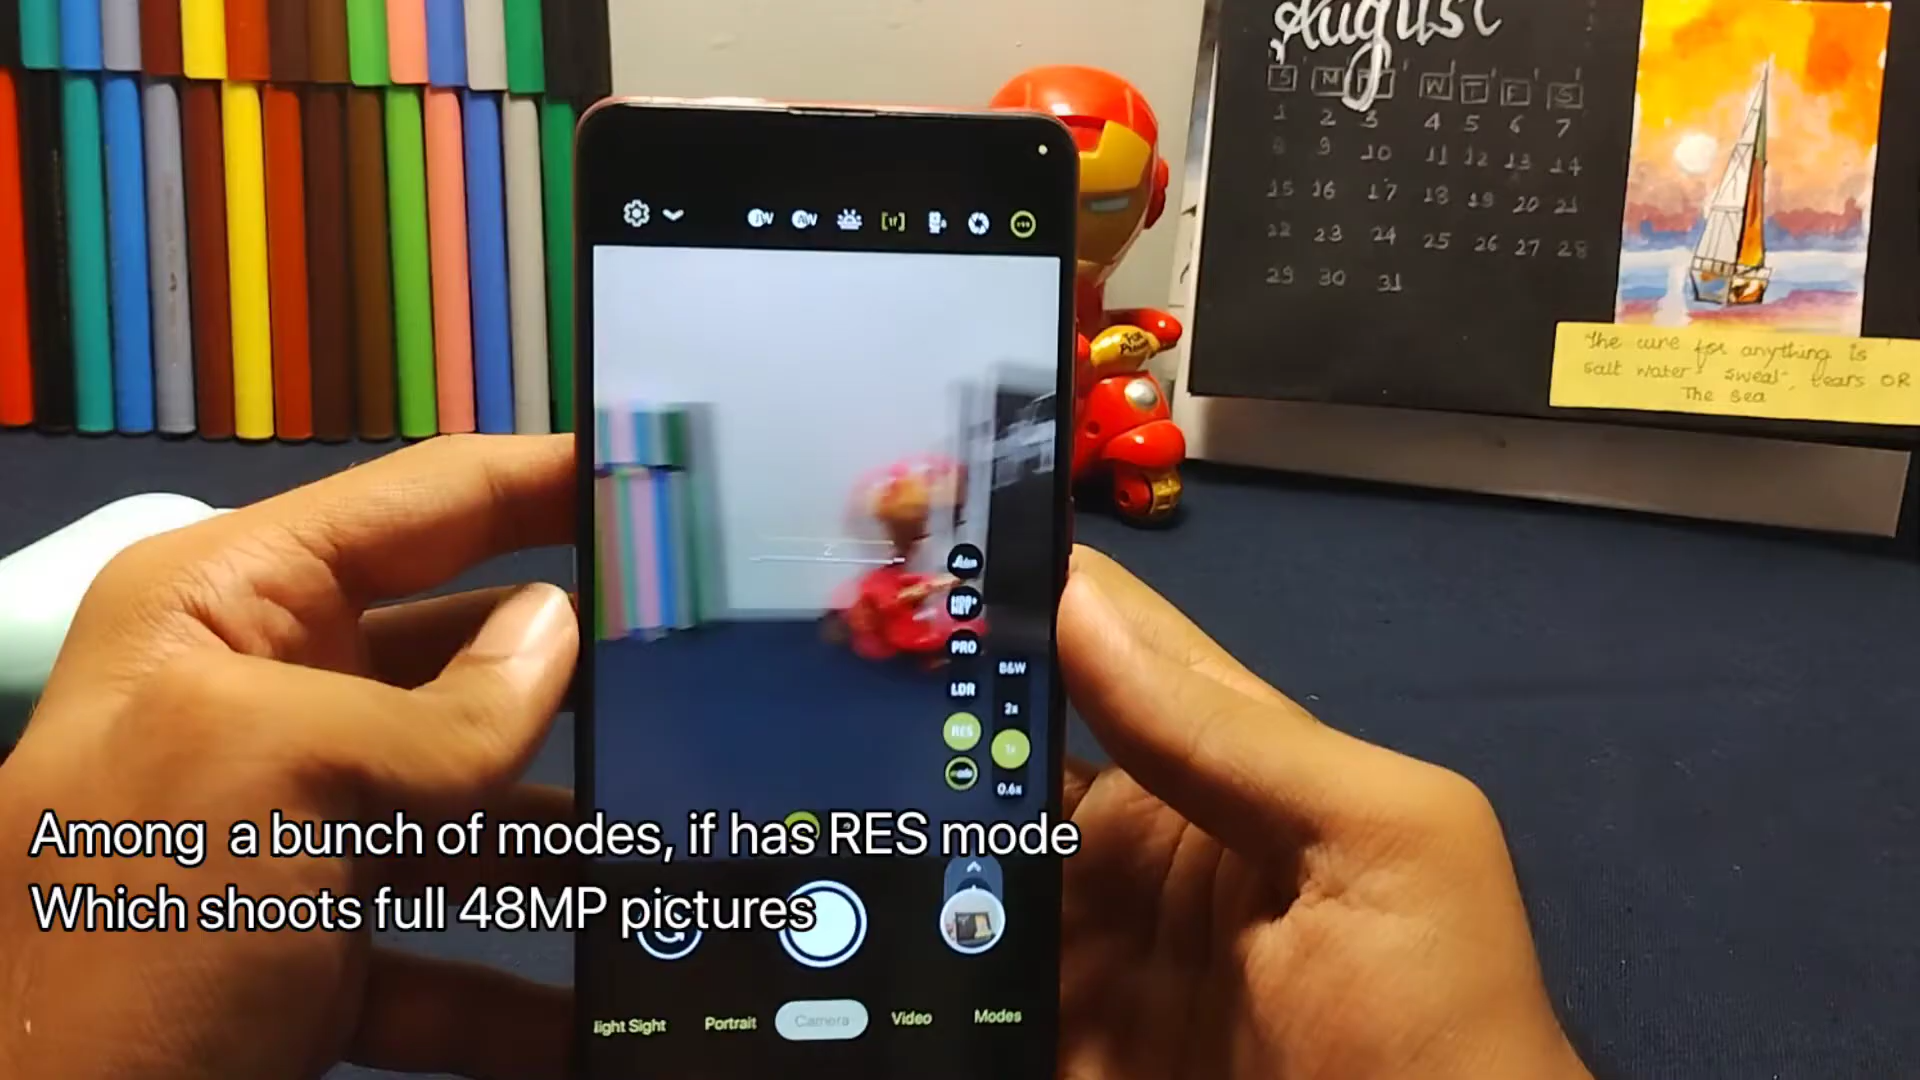 August
S M T W T F S
1 2 3 4 5 6 7
8 9 10 11 12 13 14
15 16 17 18 19 20 21
22 23 24 25 26 27 28
29 30 31
The cure for anything is
salt water - sweat, tears OR
The sea
PRO
B&W
LDR
2x
RES
1x
0.6x
Among a bunch of modes, if has RES mode
Which shoots full 48MP pictures
ight Sight Portrait Camera Video Modes